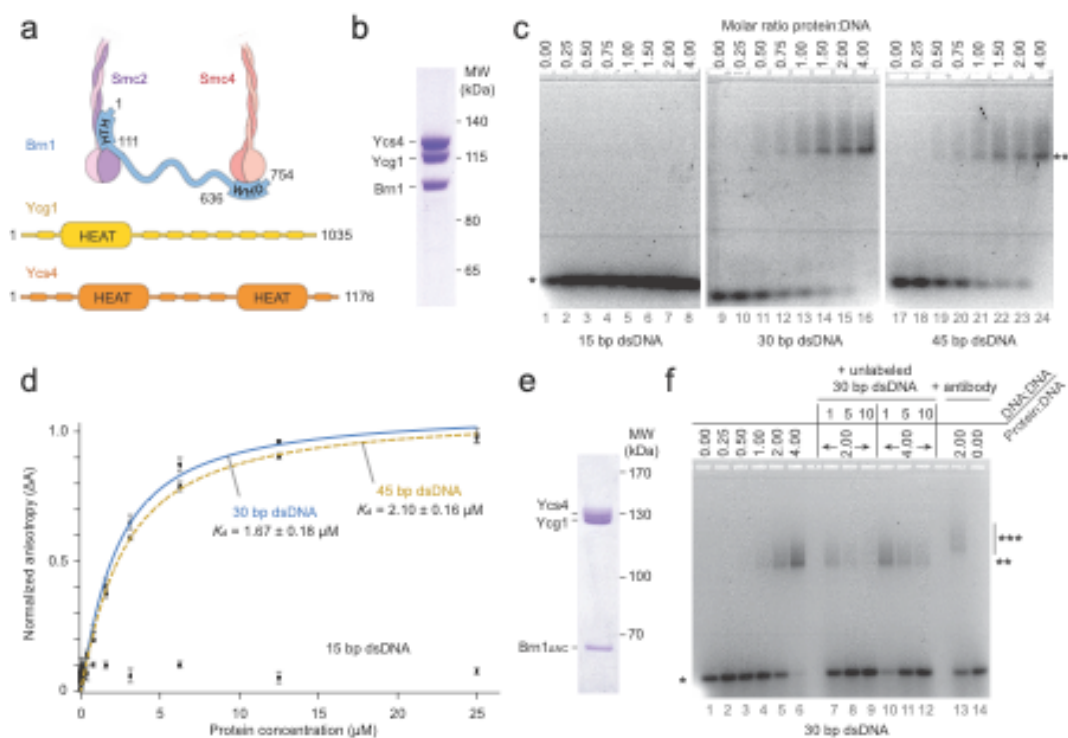 a
Smc2
Smc4
1
HTH
111
Brn1
636
WHD
754
Ycg1
1
HEAT
1035
Ycs4
1
HEAT
HEAT
1176
b
MW
(kDa)
140
Ycs4
115
Ycg1
Brn1
80
65
c
Molar ratio protein:DNA
0.00 0.25 0.50 0.75 1.00 1.50 2.00 4.00 0.00 0.25 0.50 0.75 1.00 1.50 2.00 4.00 0.00 0.25 0.50 0.75 1.00 1.50 2.00 4.00
**
*
1 2 3 4 5 6 7 8 9 10 11 12 13 14 15 16 17 18 19 20 21 22 23 24
15 bp dsDNA 30 bp dsDNA 45 bp dsDNA
d
Normalized anisotropy (ΔA)
1.0
0.5
0
45 bp dsDNA
30 bp dsDNA
Kd = 2.10 ± 0.16 µM
Kd = 1.67 ± 0.18 µM
15 bp dsDNA
0 5 10 15 20 25
Protein concentration (µM)
e
MW
(kDa)
170
Ycs4
Ycg1
130
100
70
Brn1ΔNC
f
+ unlabeled
30 bp dsDNA
+ antibody
DNA:DNA
Protein:DNA
1 5 10 1 5 10
0.00 0.25 0.50 1.00 2.00 4.00 ← 2.00 → ← 4.00 → 2.00 0.00
***
**
*
1 2 3 4 5 6 7 8 9 10 11 12 13 14
30 bp dsDNA